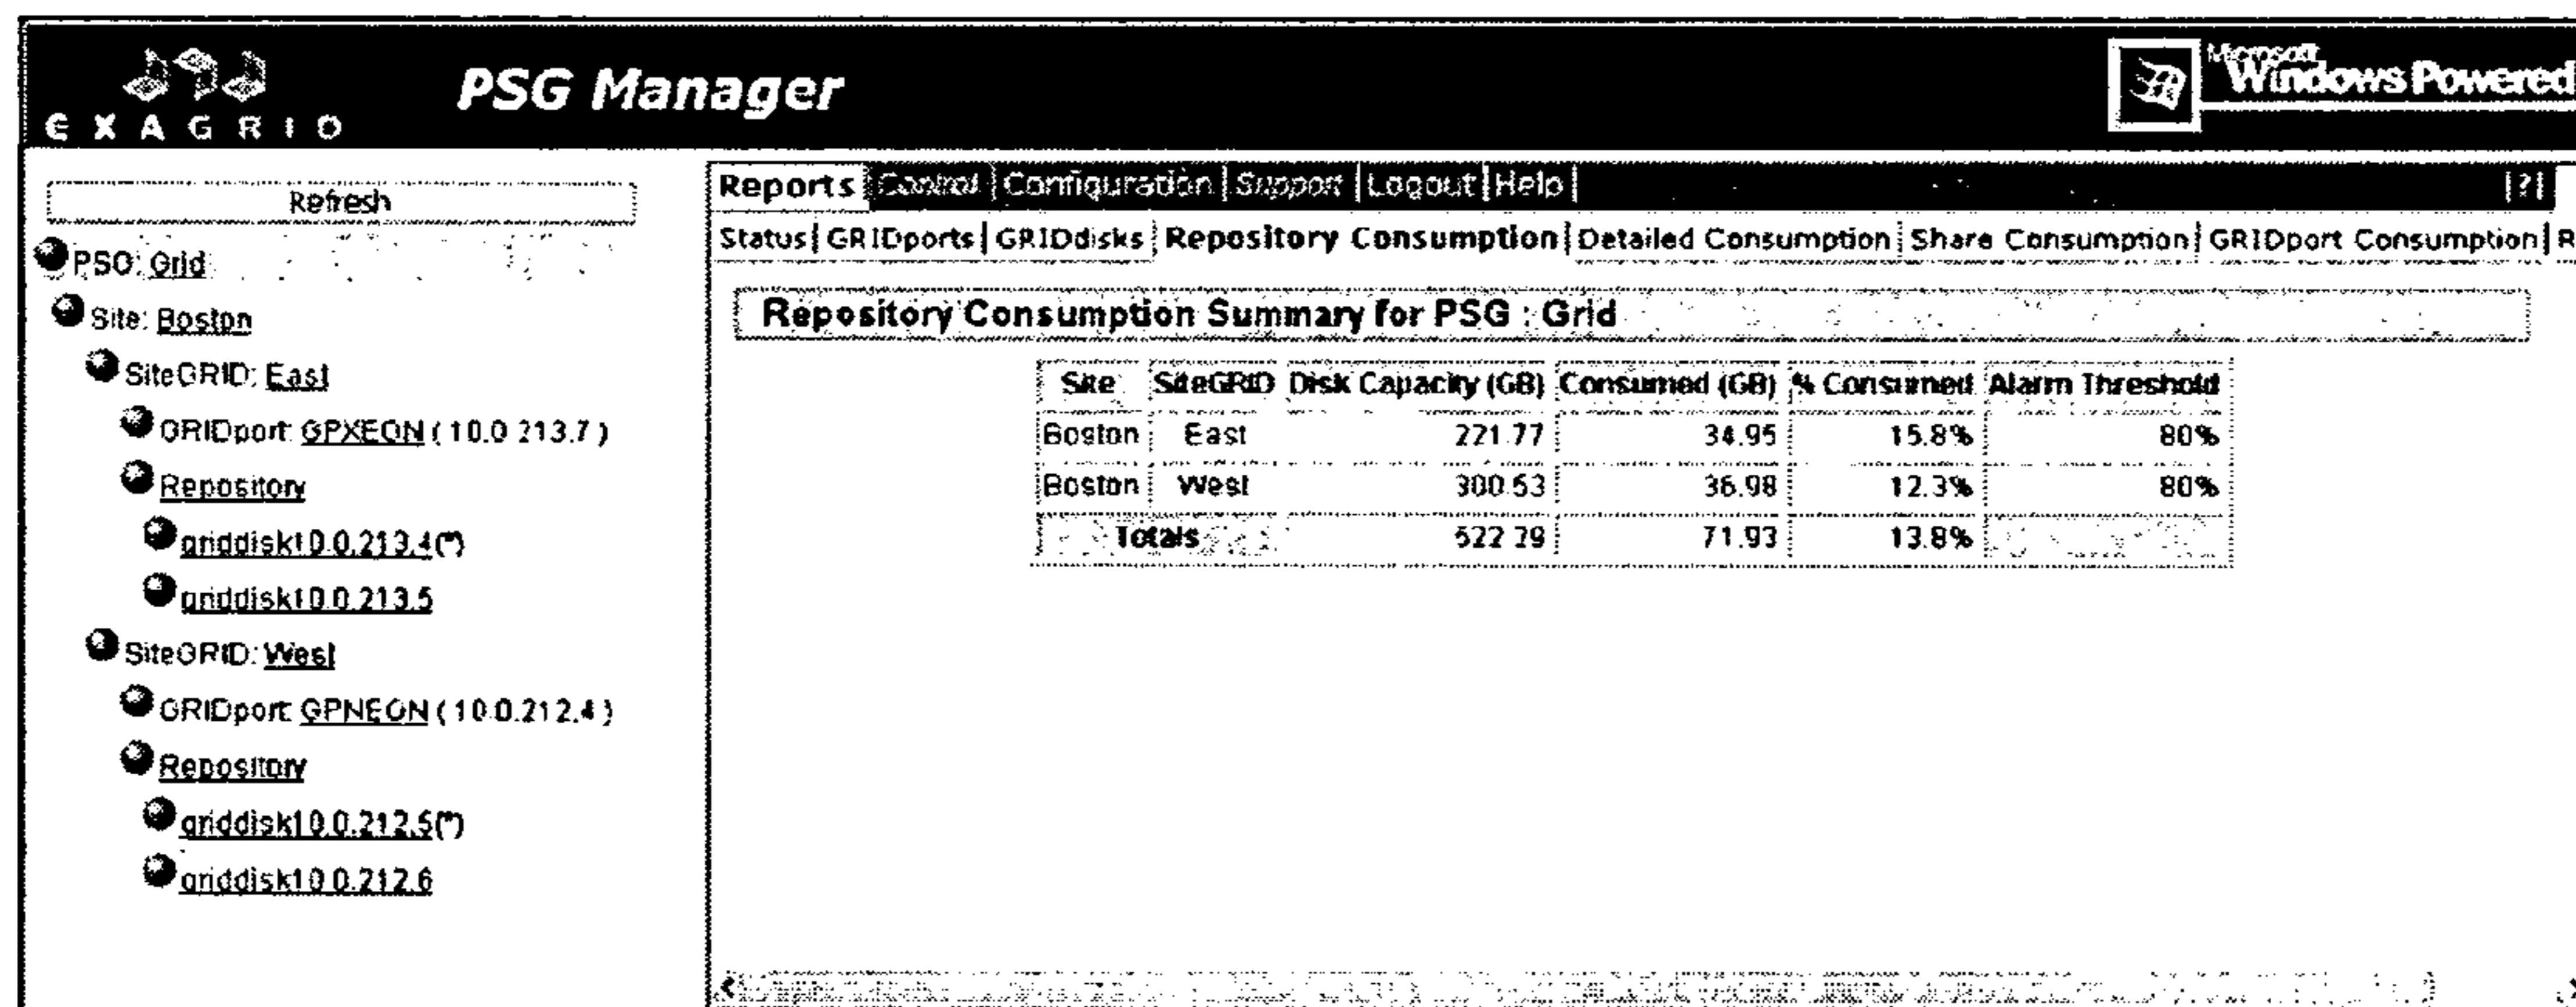 EXAGRID
PSG Manager
Microsoft
Windows Powered
Refresh
PSG: Grid
Site: Boston
SiteGRID: East
GRIDport: GPXEON ( 10.0.213.7 )
Repository
griddisk10.0.213.4(*)
griddisk10.0.213.5
SiteGRID: West
GRIDport: GPNEON ( 10.0.212.4 )
Repository
griddisk10.0.212.5(*)
griddisk10.0.212.6
Reports | Control | Configuration | Support | Logout | Help | |?|
Status | GRIDports | GRIDdisks | Repository Consumption | Detailed Consumption | Share Consumption | GRIDport Consumption | R
Repository Consumption Summary for PSG : Grid
Site SiteGRID Disk Capacity (GB) Consumed (GB) % Consumed Alarm Threshold
Boston East 221.77 34.95 15.8% 80%
Boston West 300.53 36.98 12.3% 80%
Totals 522.29 71.93 13.8%